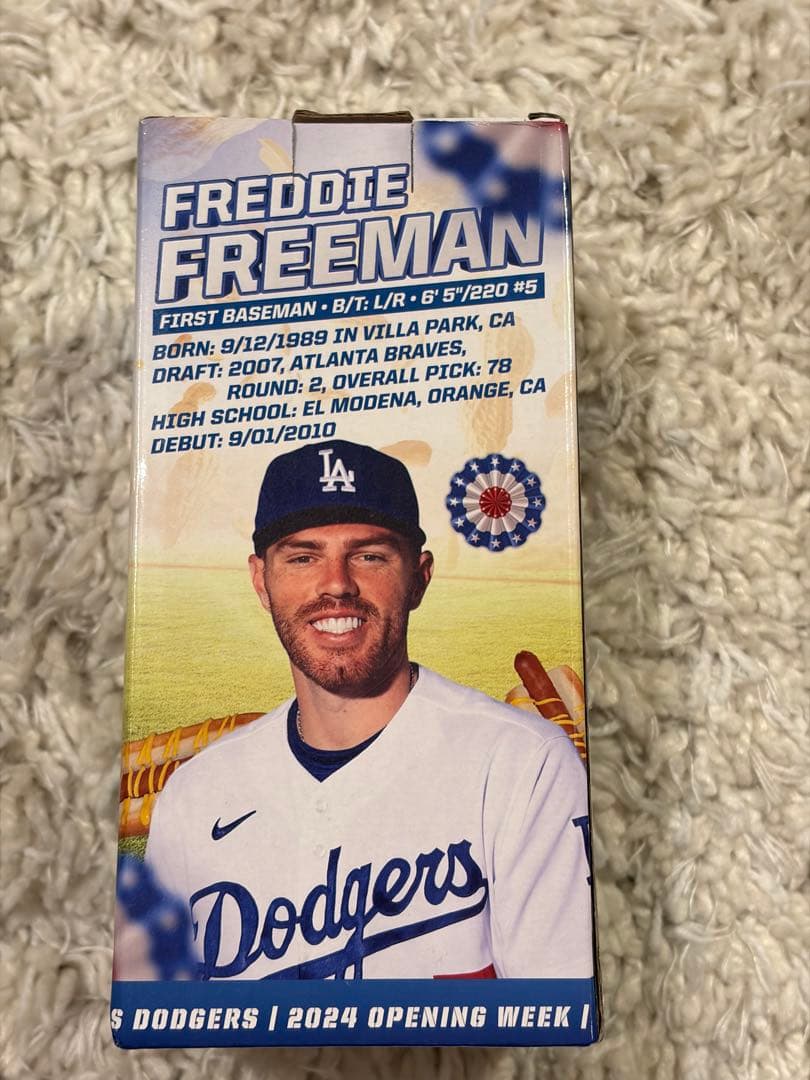 FREDDIE
FREEMAN
FIRST BASEMAN • B/T: L/R • 6' 5"/220 #5
BORN: 9/12/1989 IN VILLA PARK, CA
DRAFT: 2007, ATLANTA BRAVES,
ROUND: 2, OVERALL PICK: 78
HIGH SCHOOL: EL MODENA, ORANGE, CA
DEBUT: 9/01/2010
LA
Dodgers
S DODGERS | 2024 OPENING WEEK |